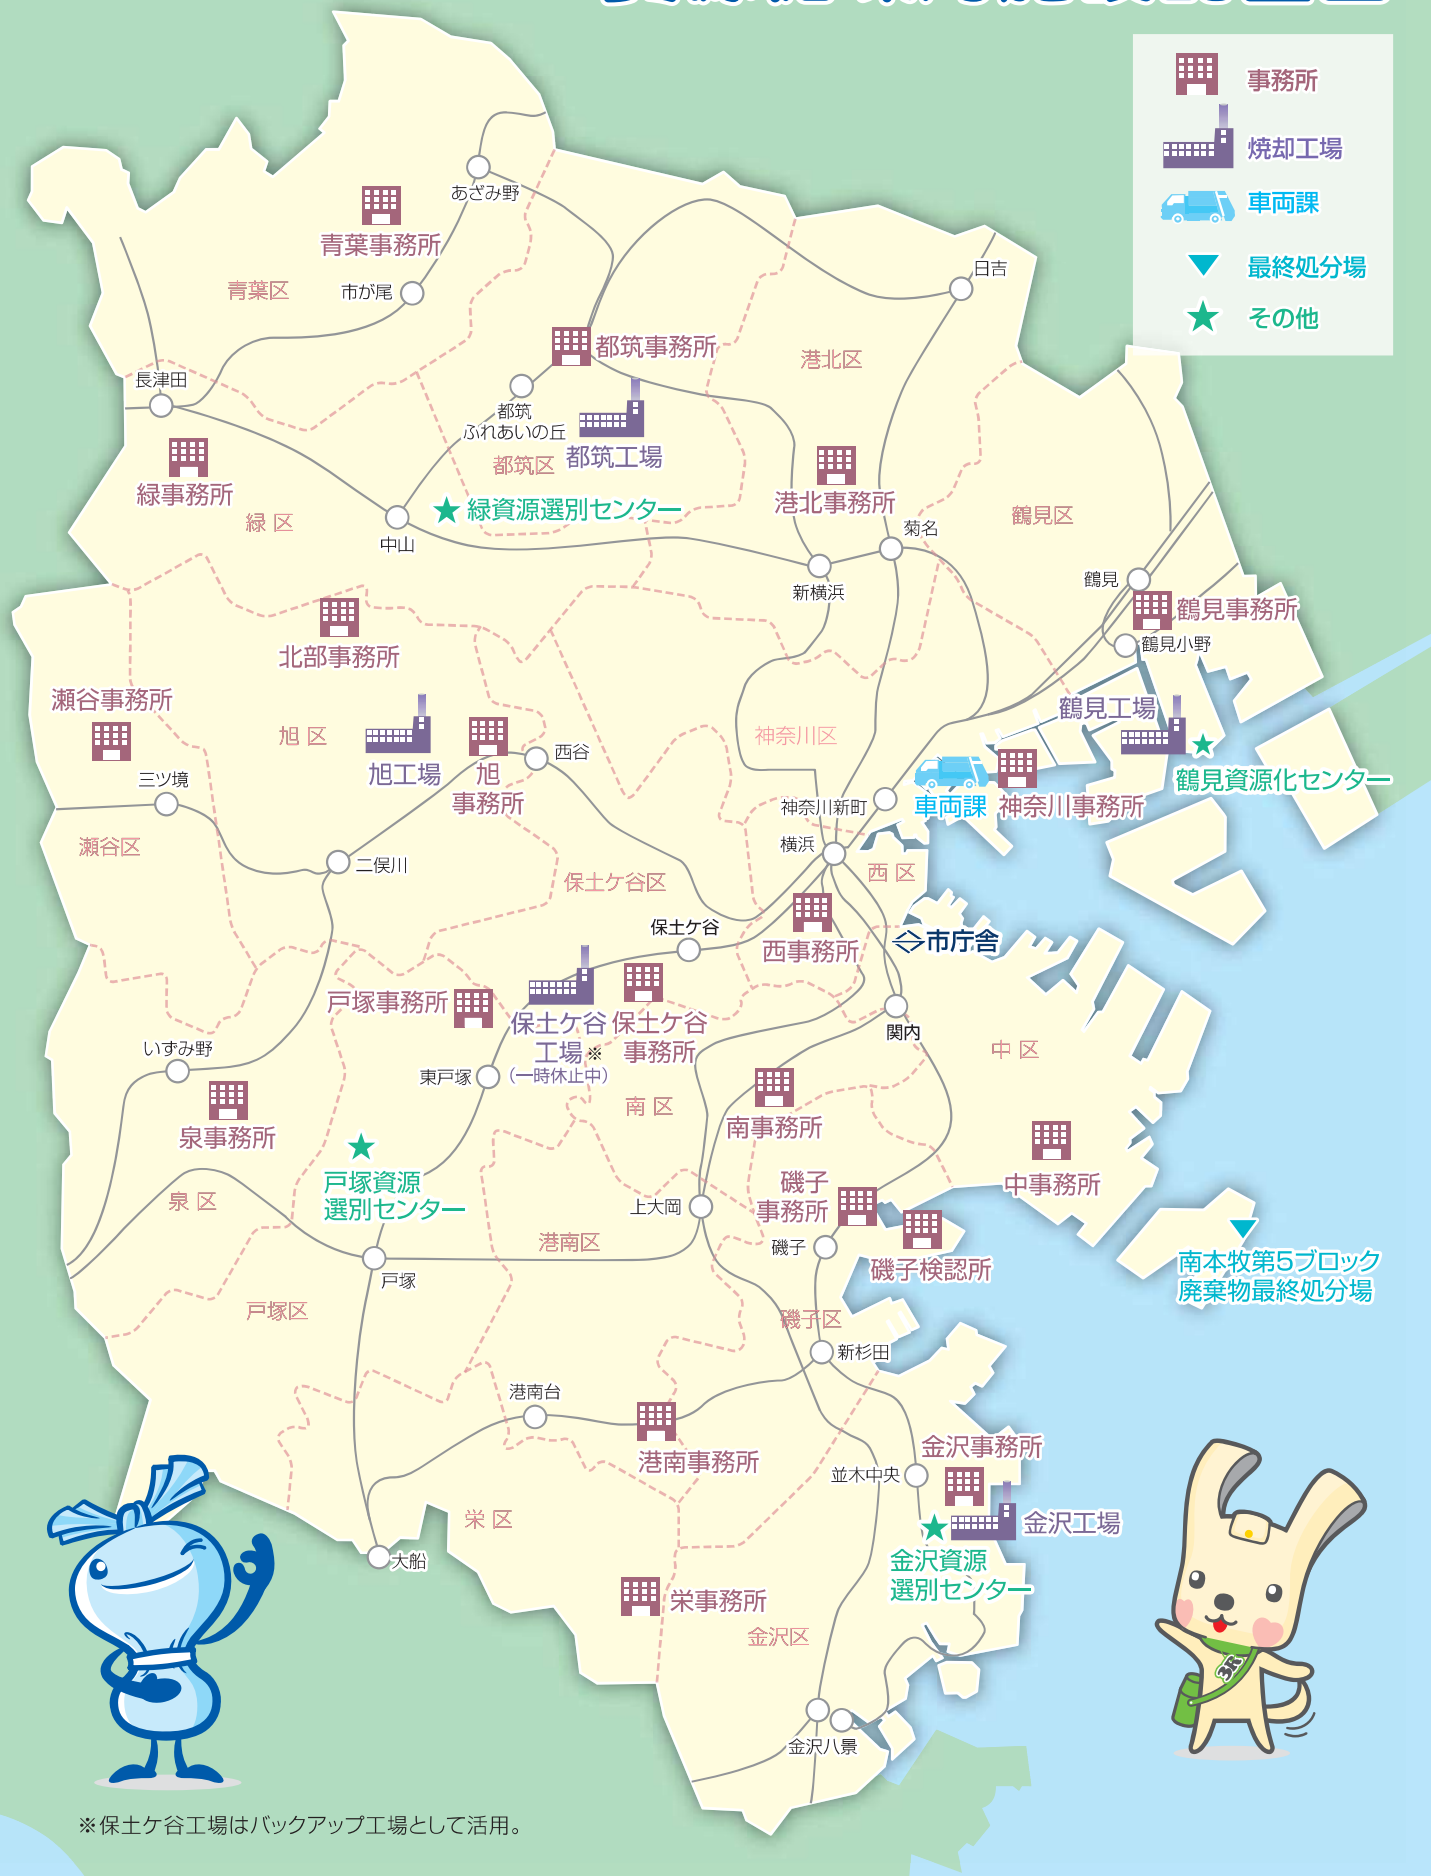 事務所
焼却工場
車両課
最終処分場
その他
あざみ野
青葉事務所
青葉区
市が尾
日吉
都筑事務所
港北区
長津田
都筑
ふれあいの丘
都筑区
都筑工場
緑事務所
緑区
緑資源選別センター
港北事務所
鶴見区
中山
菊名
新横浜
鶴見
鶴見事務所
鶴見小野
北部事務所
瀬谷事務所
旭区
旭工場
旭
事務所
西谷
神奈川区
鶴見工場
鶴見資源化センター
三ツ境
神奈川新町
車両課
神奈川事務所
瀬谷区
二俣川
横浜
西区
保土ケ谷区
保土ケ谷
西事務所
市庁舎
戸塚事務所
保土ケ谷
工場※
(一時休止中)
保土ケ谷
事務所
関内
中区
いずみ野
東戸塚
南区
泉事務所
南事務所
戸塚資源
選別センター
泉区
上大岡
磯子
事務所
中事務所
港南区
磯子
磯子検認所
南本牧第5ブロック
廃棄物最終処分場
戸塚
戸塚区
磯子区
新杉田
港南台
港南事務所
金沢事務所
並木中央
栄区
金沢工場
大船
金沢資源
選別センター
栄事務所
金沢区
3R
金沢八景
※保土ケ谷工場はバックアップ工場として活用。